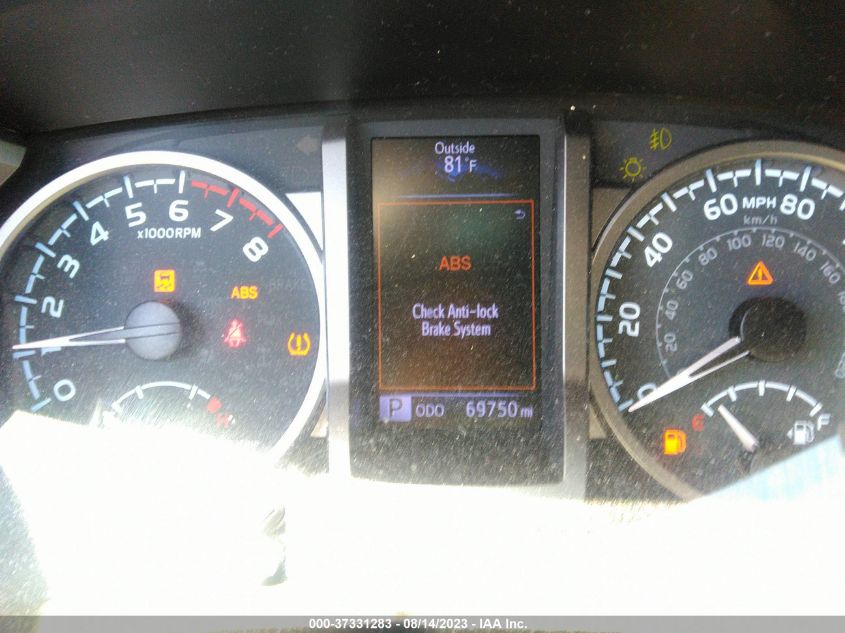 Outside
81°F
ABS
Check Anti-lock
Brake System
P ODO 69750 mi
0 1 2 3 4 5 6 7 8
x1000RPM
ABS
BRAKE
H
0 20 40 60 MPH 80
km/h
20 40 60 80 100 120 140 160
E F
000-37331283 - 08/14/2023 - IAA Inc.